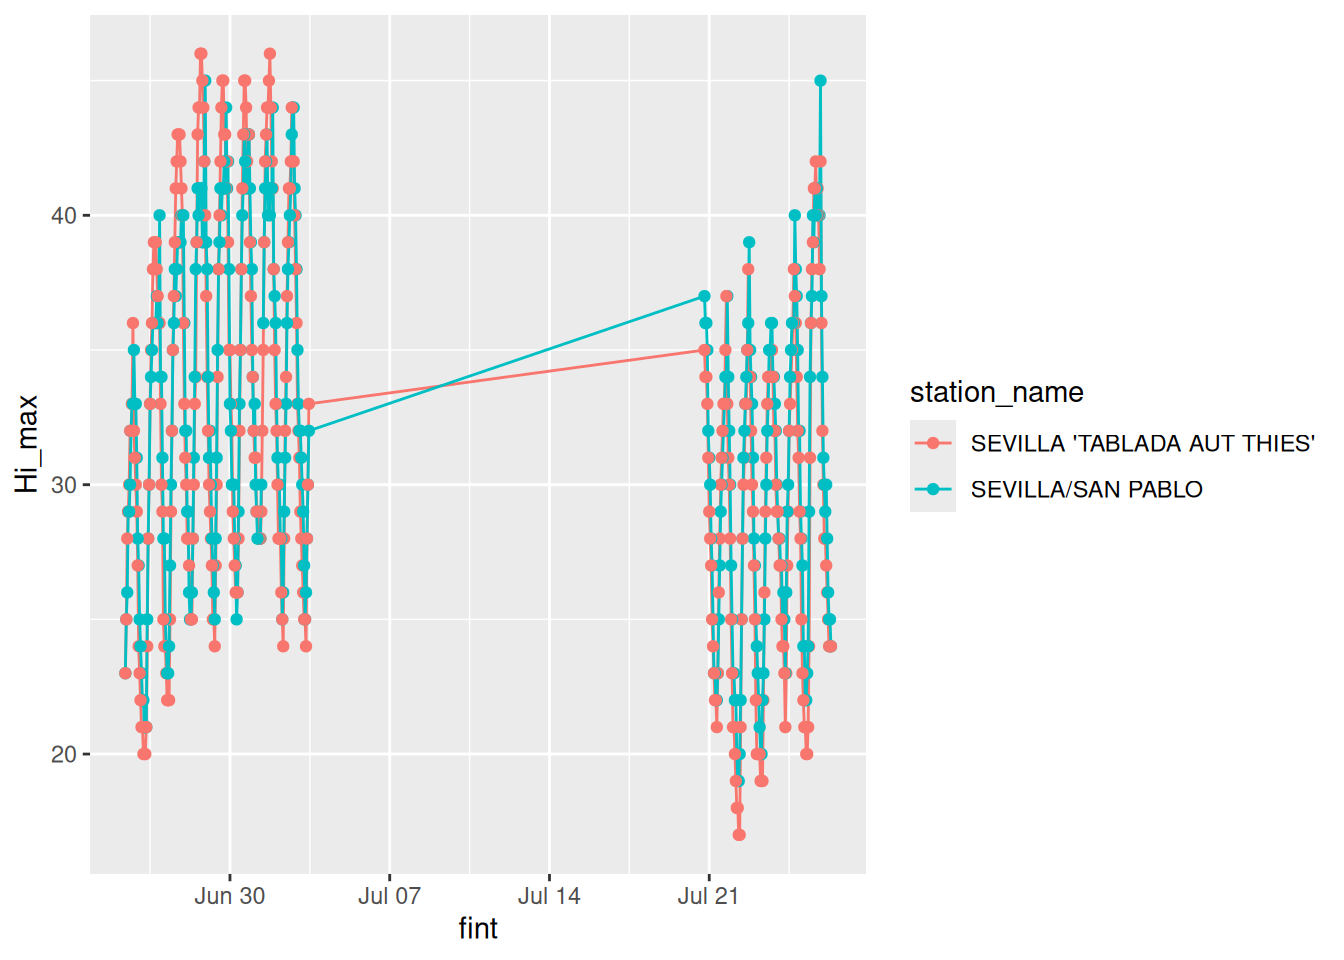 40
30
20
Hi_max
Jun 30
Jul 07
Jul 14
Jul 21
fint
station_name
SEVILLA 'TABLADA AUT THIES'
SEVILLA/SAN PABLO